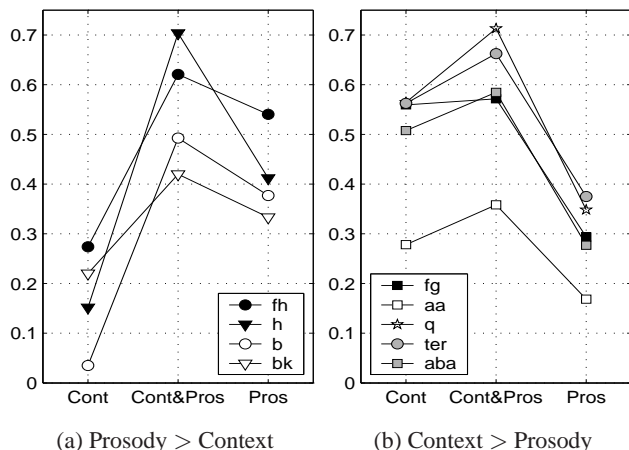 0.7
0.6
0.5
0.4
0.3
0.2
0.1
0
Cont Cont&Pros Pros
fh
h
b
bk
(a) Prosody > Context
0.7
0.6
0.5
0.4
0.3
0.2
0.1
0
Cont Cont&Pros Pros
fg
aa
q
ter
aba
(b) Context > Prosody